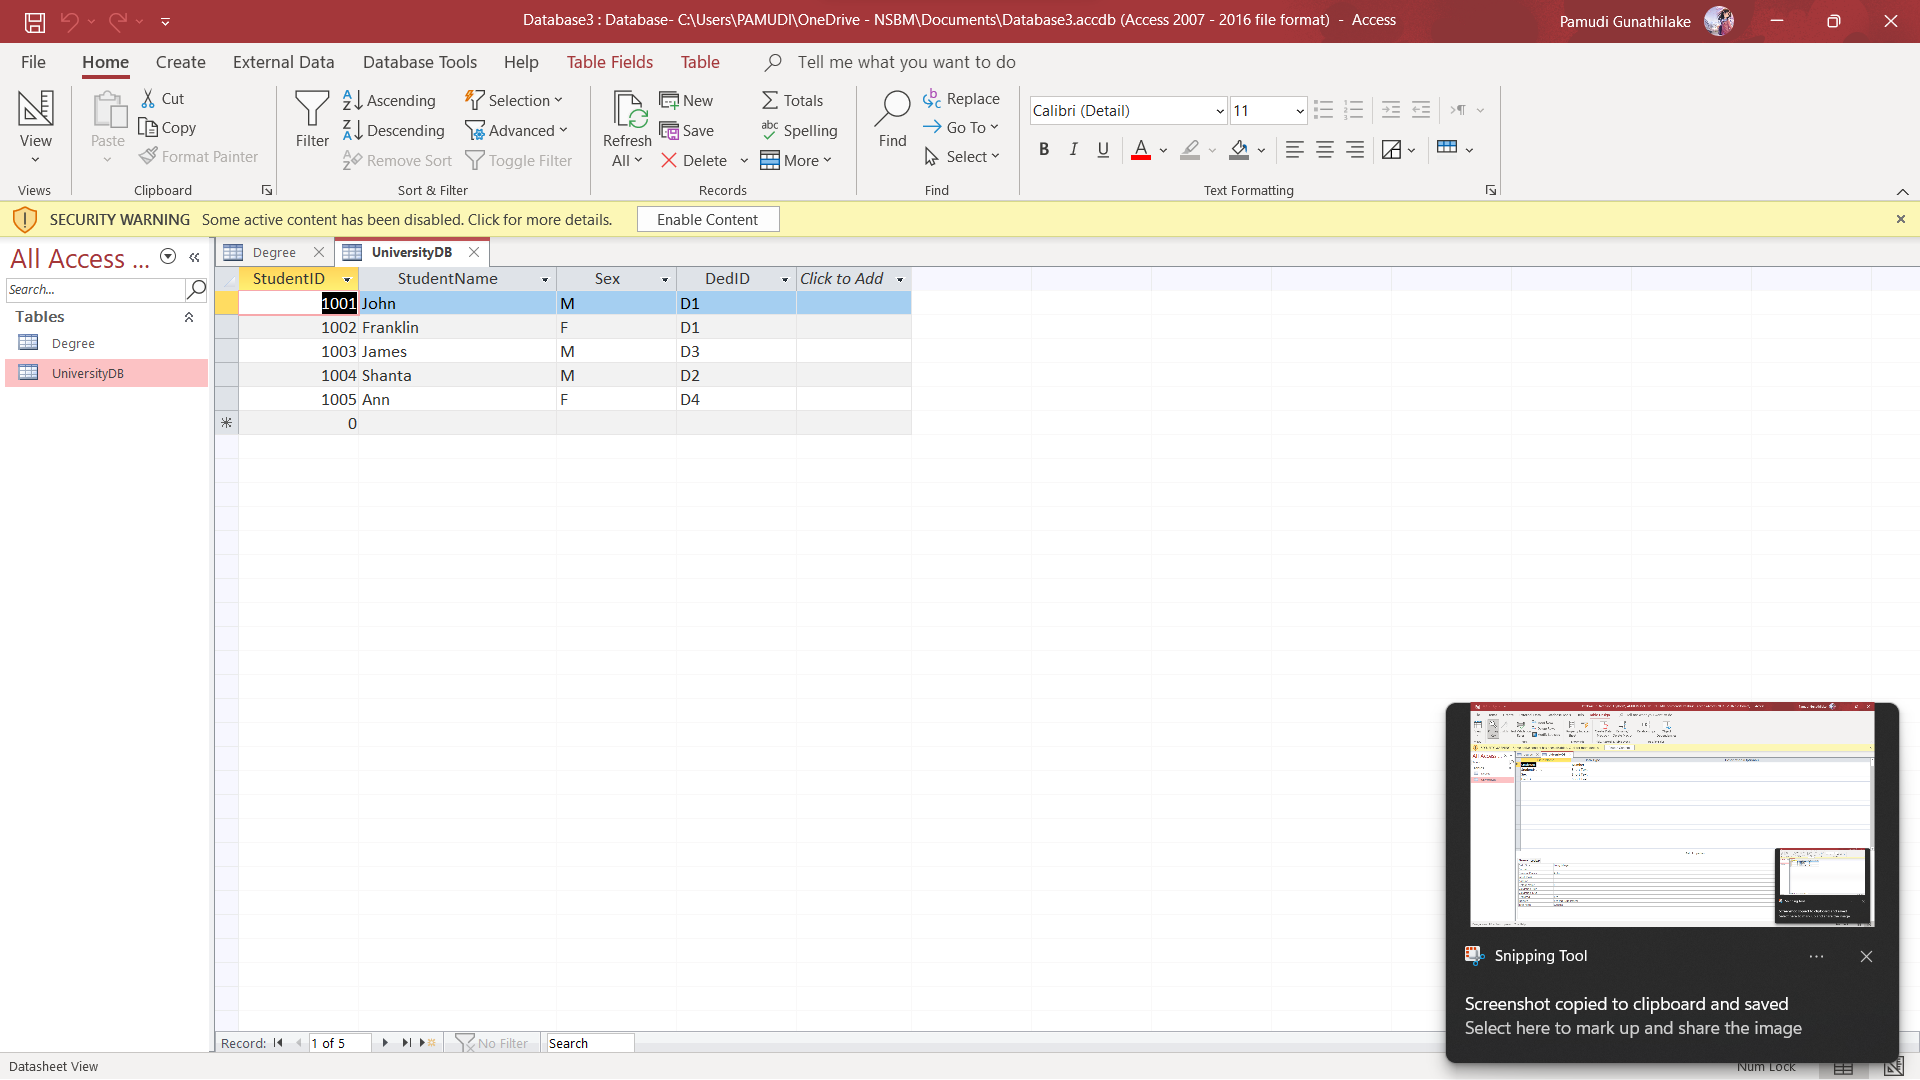 Database3 : Database- C:\Users\PAMUDI\OneDrive - NSBM\Documents\Database3.accdb (Access 2007 - 2016 file format) - Access
Pamudi Gunathilake
File Home Create External Data Database Tools Help Table Fields Table Tell me what you want to do
View
Views
Paste
Cut
Copy
Format Painter
Clipboard
Filter
Ascending
Descending
Remove Sort
Selection
Advanced
Toggle Filter
Sort & Filter
Refresh
All
New
Save
Delete
Totals
Spelling
More
Records
Find
Replace
Go To
Select
Find
Calibri (Detail) 11
B I U A
Text Formatting
SECURITY WARNING Some active content has been disabled. Click for more details. Enable Content
All Access ...
Search...
Tables
Degree
UniversityDB
Degree UniversityDB
StudentID StudentName Sex DedID Click to Add
1001 John M D1
1002 Franklin F D1
1003 James M D3
1004 Shanta M D2
1005 Ann F D4
0
Record: 1 of 5 No Filter Search
Datasheet View
Num Lock
Snipping Tool
Screenshot copied to clipboard and saved
Select here to mark up and share the image